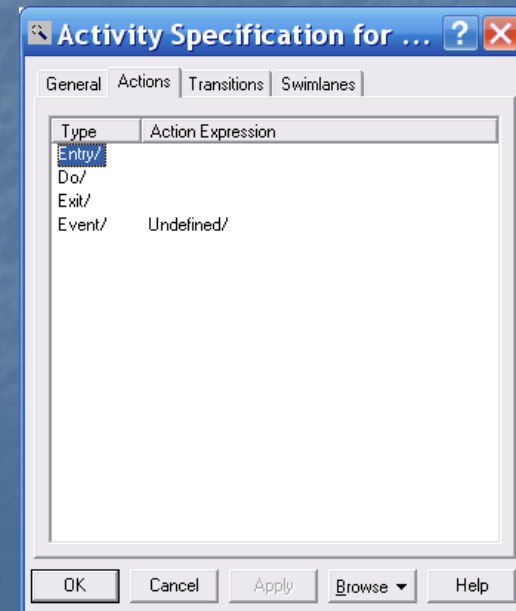 Activity Specification for ... ?
General Actions Transitions Swimlanes
Type Action Expression
Entry/
Do/
Exit/
Event/ Undefined/
OK Cancel Apply Browse Help